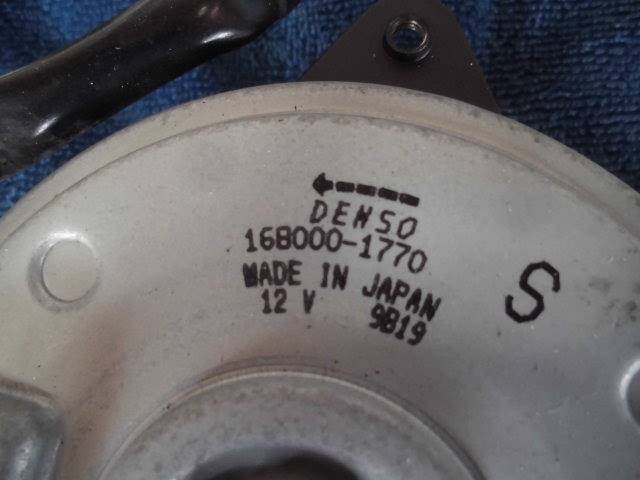 DENSO
168000-1770
MADE IN JAPAN
12 V 9B19
S